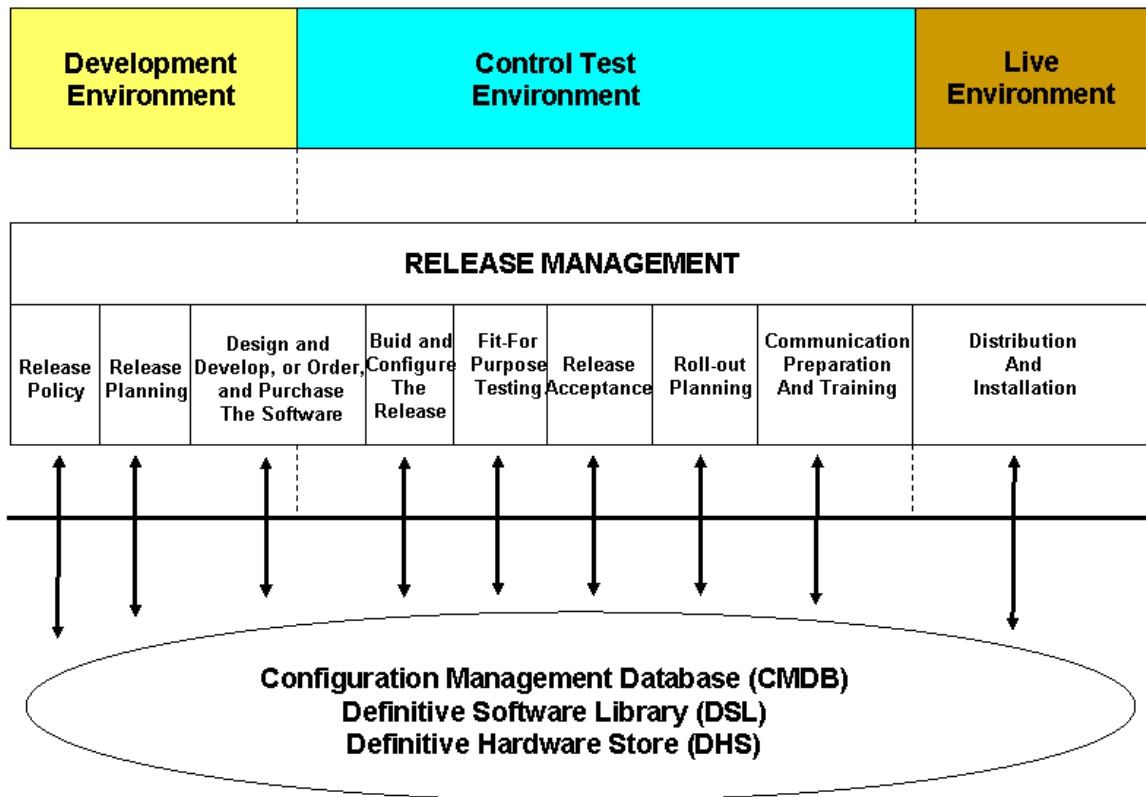 Development
Environment
Control Test
Environment
Live
Environment
RELEASE MANAGEMENT
Release
Policy
Release
Planning
Design and
Develop, or Order,
and Purchase
The Software
Buid and
Configure
The
Release
Fit-For
Purpose
Testing
Release
Acceptance
Roll-out
Planning
Communication
Preparation
And Training
Distribution
And
Installation
Configuration Management Database (CMDB)
Definitive Software Library (DSL)
Definitive Hardware Store (DHS)